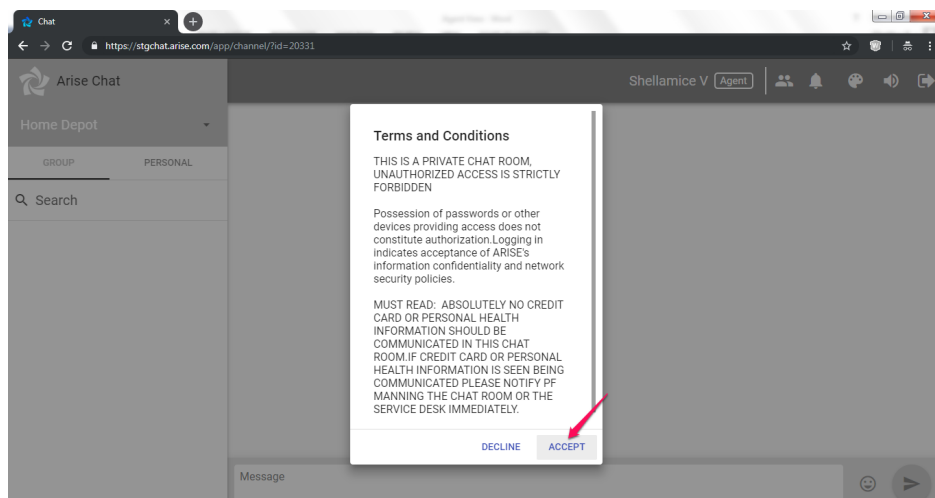 Chat
https://stgchat.arise.com/app/channel/?id=20331
Arise Chat
Shellamice V Agent
Home Depot
GROUP PERSONAL
Search
Terms and Conditions
THIS IS A PRIVATE CHAT ROOM,
UNAUTHORIZED ACCESS IS STRICTLY
FORBIDDEN
Possession of passwords or other
devices providing access does not
constitute authorization.Logging in
indicates acceptance of ARISE's
information confidentiality and network
security policies.
MUST READ: ABSOLUTELY NO CREDIT
CARD OR PERSONAL HEALTH
INFORMATION SHOULD BE
COMMUNICATED IN THIS CHAT
ROOM.IF CREDIT CARD OR PERSONAL
HEALTH INFORMATION IS SEEN BEING
COMMUNICATED PLEASE NOTIFY PF
MANNING THE CHAT ROOM OR THE
SERVICE DESK IMMEDIATELY.
DECLINE ACCEPT
Message